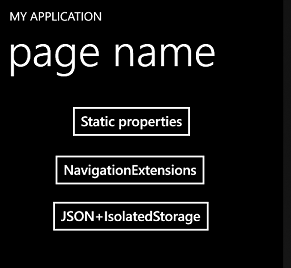 MY APPLICATION
page name
Static properties
NavigationExtensions
JSON+IsolatedStorage